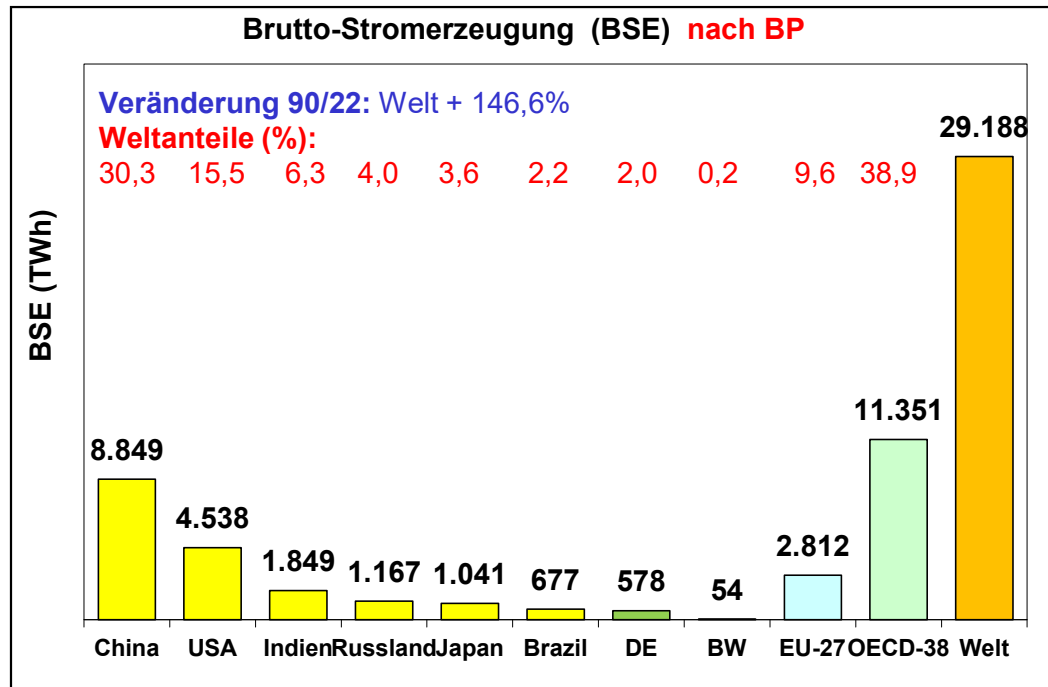 Brutto-Stromerzeugung (BSE) nach BP
Veränderung 90/22: Welt + 146,6%
Weltanteile (%):
30,3 15,5 6,3 4,0 3,6 2,2 2,0 0,2 9,6 38,9
BSE (TWh)
8.849 4.538 1.849 1.167 1.041 677 578 54 2.812 11.351 29.188
China USA Indien Russland Japan Brazil DE BW EU-27 OECD-38 Welt